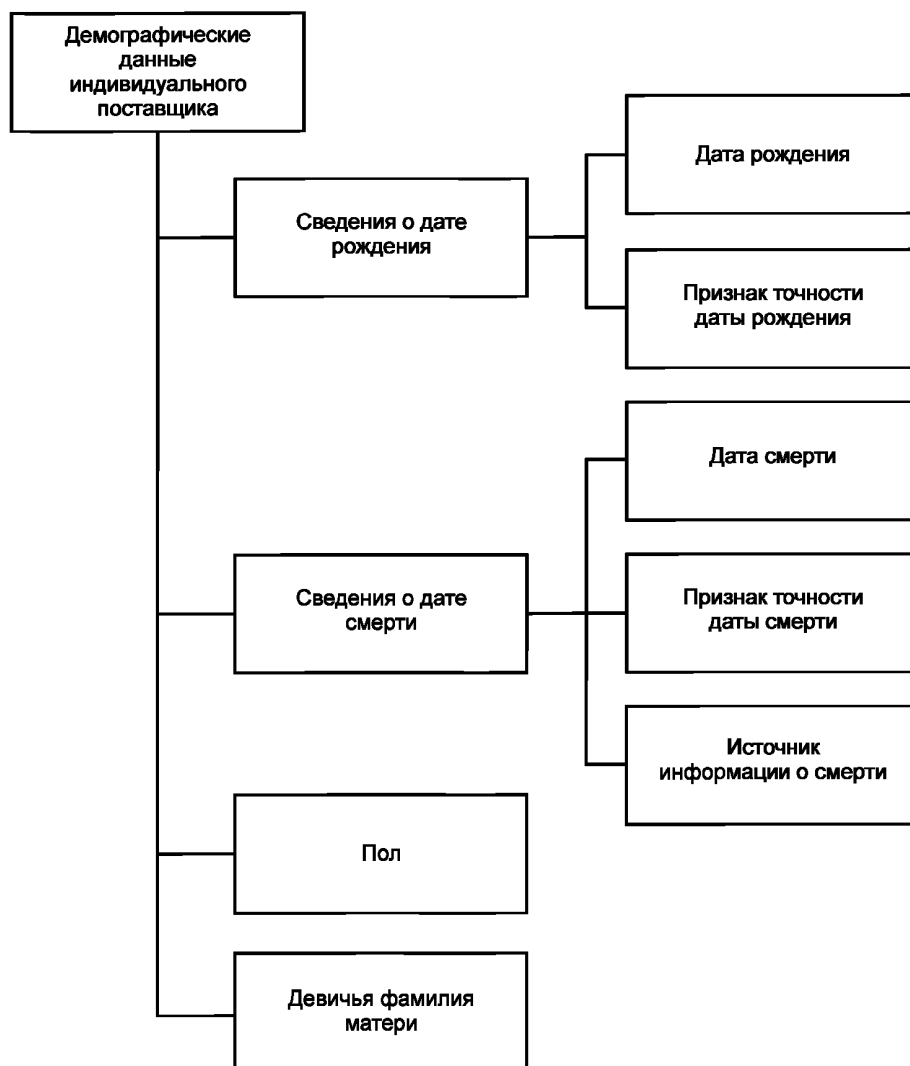 Демографические
данные
индивидуального
поставщика
Сведения о дате
рождения
Дата рождения
Признак точности
даты рождения
Сведения о дате
смерти
Дата смерти
Признак точности
даты смерти
Источник
информации о смерти
Пол
Девичья фамилия
матери